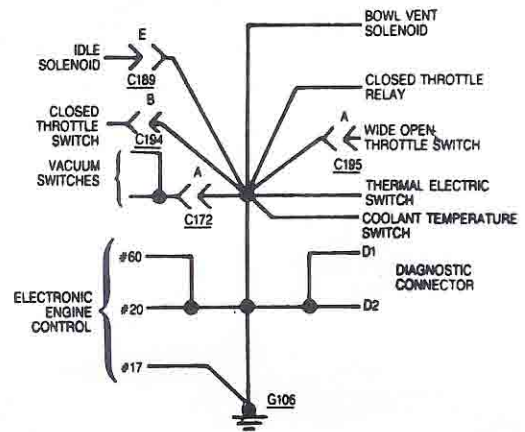 BOWL VENT
SOLENOID
E
IDLE
SOLENOID
C189
CLOSED THROTTLE
RELAY
B
CLOSED
THROTTLE
SWITCH
C194
A
WIDE OPEN
THROTTLE SWITCH
C195
VACUUM
SWITCHES
A
C172
THERMAL ELECTRIC
SWITCH
COOLANT TEMPERATURE
SWITCH
#60
D1
DIAGNOSTIC
CONNECTOR
ELECTRONIC
ENGINE
CONTROL
#20
D2
#17
G106